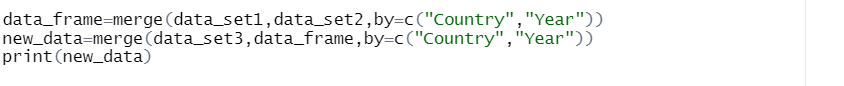 data_frame=merge(data_set1,data_set2,by=c("Country","Year"))
new_data=merge(data_set3,data_frame,by=c("Country","Year"))
print(new_data)